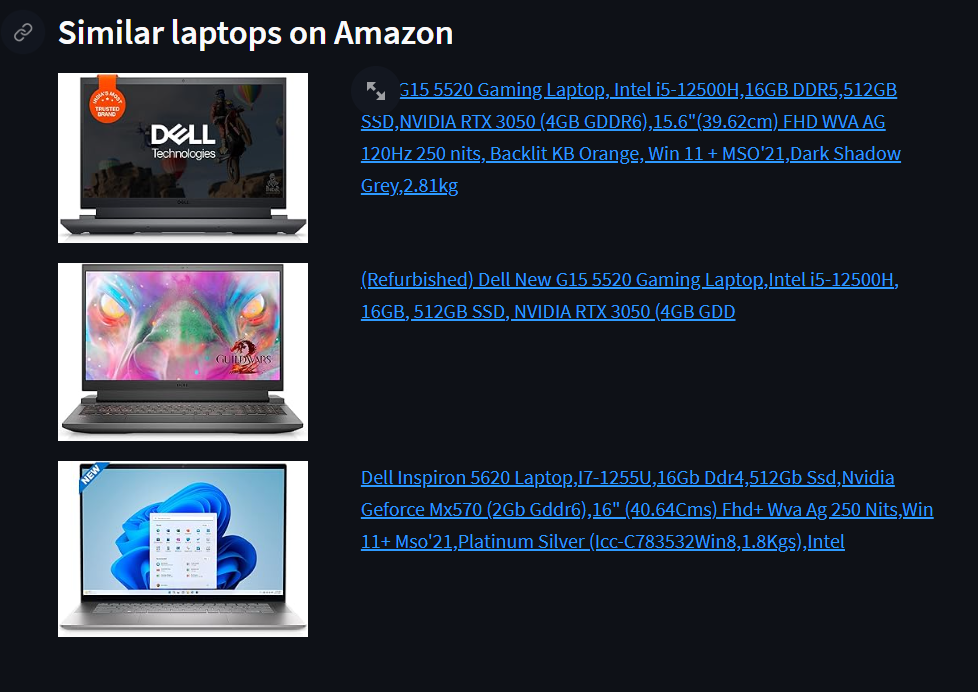 Similar laptops on Amazon
INDIA'S MOST
TRUSTED
BRAND
DELL
Technologies
G15 5520 Gaming Laptop, Intel i5-12500H,16GB DDR5,512GB
SSD,NVIDIA RTX 3050 (4GB GDDR6),15.6"(39.62cm) FHD WVA AG
120Hz 250 nits, Backlit KB Orange, Win 11 + MSO'21,Dark Shadow
Grey,2.81kg
GUILDWARS
(Refurbished) Dell New G15 5520 Gaming Laptop,Intel i5-12500H,
16GB, 512GB SSD, NVIDIA RTX 3050 (4GB GDD
NEW
Dell Inspiron 5620 Laptop,I7-1255U,16Gb Ddr4,512Gb Ssd,Nvidia
Geforce Mx570 (2Gb Gddr6),16" (40.64Cms) Fhd+ Wva Ag 250 Nits,Win
11+ Mso'21,Platinum Silver (Icc-C783532Win8,1.8Kgs),Intel